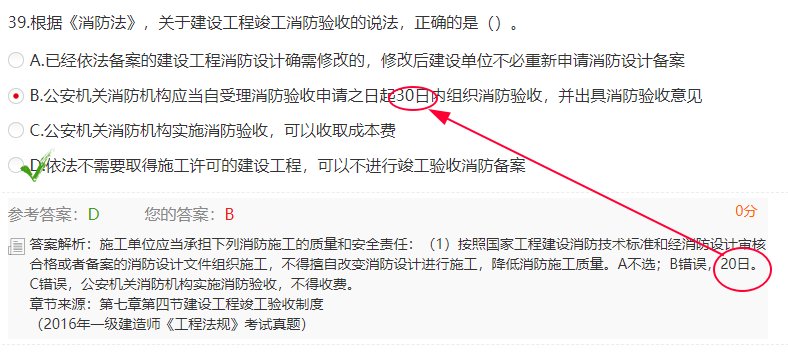 39.根据《消防法》，关于建设工程竣工消防验收的说法，正确的是（）。
A.已经依法备案的建设工程消防设计确需修改的，修改后建设单位不必重新申请消防设计备案
B.公安机关消防机构应当自受理消防验收申请之日起30日内组织消防验收，并出具消防验收意见
C.公安机关消防机构实施消防验收，可以收取成本费
D.依法不需要取得施工许可的建设工程，可以不进行竣工验收消防备案
参考答案：D 您的答案：B 0分
答案解析：施工单位应当承担下列消防施工的质量和安全责任：（1）按照国家工程建设消防技术标准和经消防设计审核
合格或者备案的消防设计文件组织施工，不得擅自改变消防设计进行施工，降低消防施工质量。A不选；B错误，20日。
C错误，公安机关消防机构实施消防验收，不得收费。
章节来源：第七章第四节建设工程竣工验收制度
（2016年一级建造师《工程法规》考试真题）